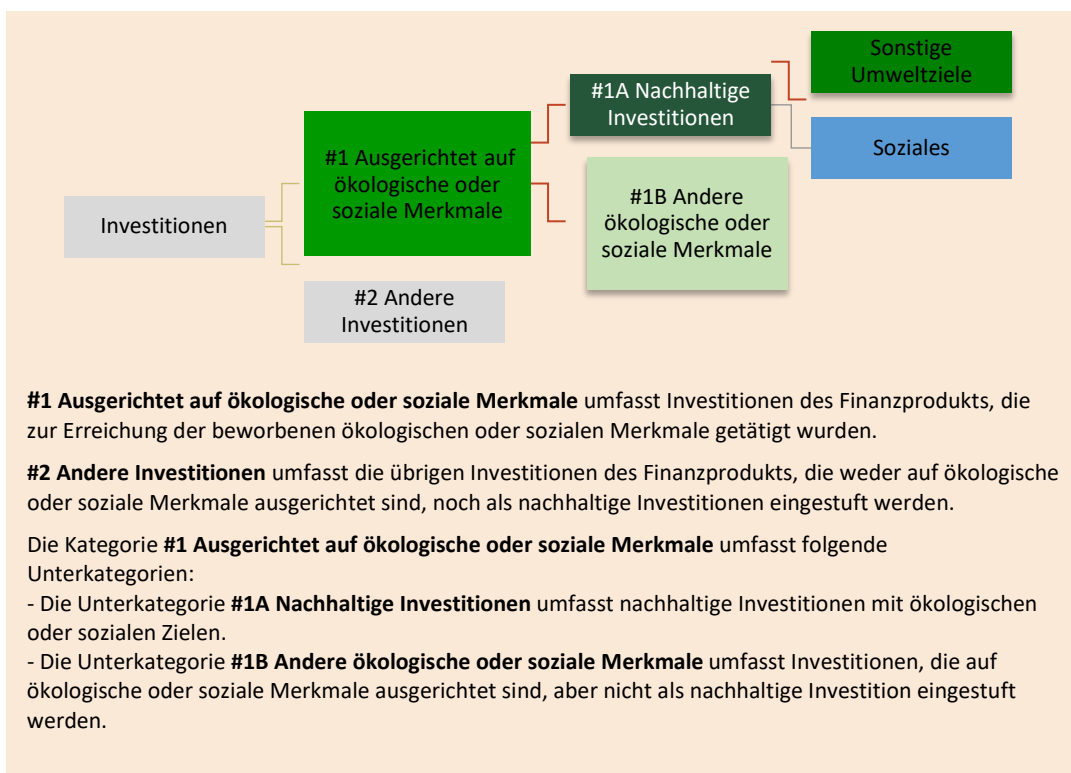 Sonstige
Umweltziele
#1A Nachhaltige
Investitionen
Soziales
#1 Ausgerichtet auf
ökologische oder
soziale Merkmale
#1B Andere
ökologische oder
soziale Merkmale
Investitionen
#2 Andere
Investitionen
#1 Ausgerichtet auf ökologische oder soziale Merkmale umfasst Investitionen des Finanzprodukts, die
zur Erreichung der beworbenen ökologischen oder sozialen Merkmale getätigt wurden.
#2 Andere Investitionen umfasst die übrigen Investitionen des Finanzprodukts, die weder auf ökologische
oder soziale Merkmale ausgerichtet sind, noch als nachhaltige Investitionen eingestuft werden.
Die Kategorie #1 Ausgerichtet auf ökologische oder soziale Merkmale umfasst folgende
Unterkategorien:
- Die Unterkategorie #1A Nachhaltige Investitionen umfasst nachhaltige Investitionen mit ökologischen
oder sozialen Zielen.
- Die Unterkategorie #1B Andere ökologische oder soziale Merkmale umfasst Investitionen, die auf
ökologische oder soziale Merkmale ausgerichtet sind, aber nicht als nachhaltige Investition eingestuft
werden.